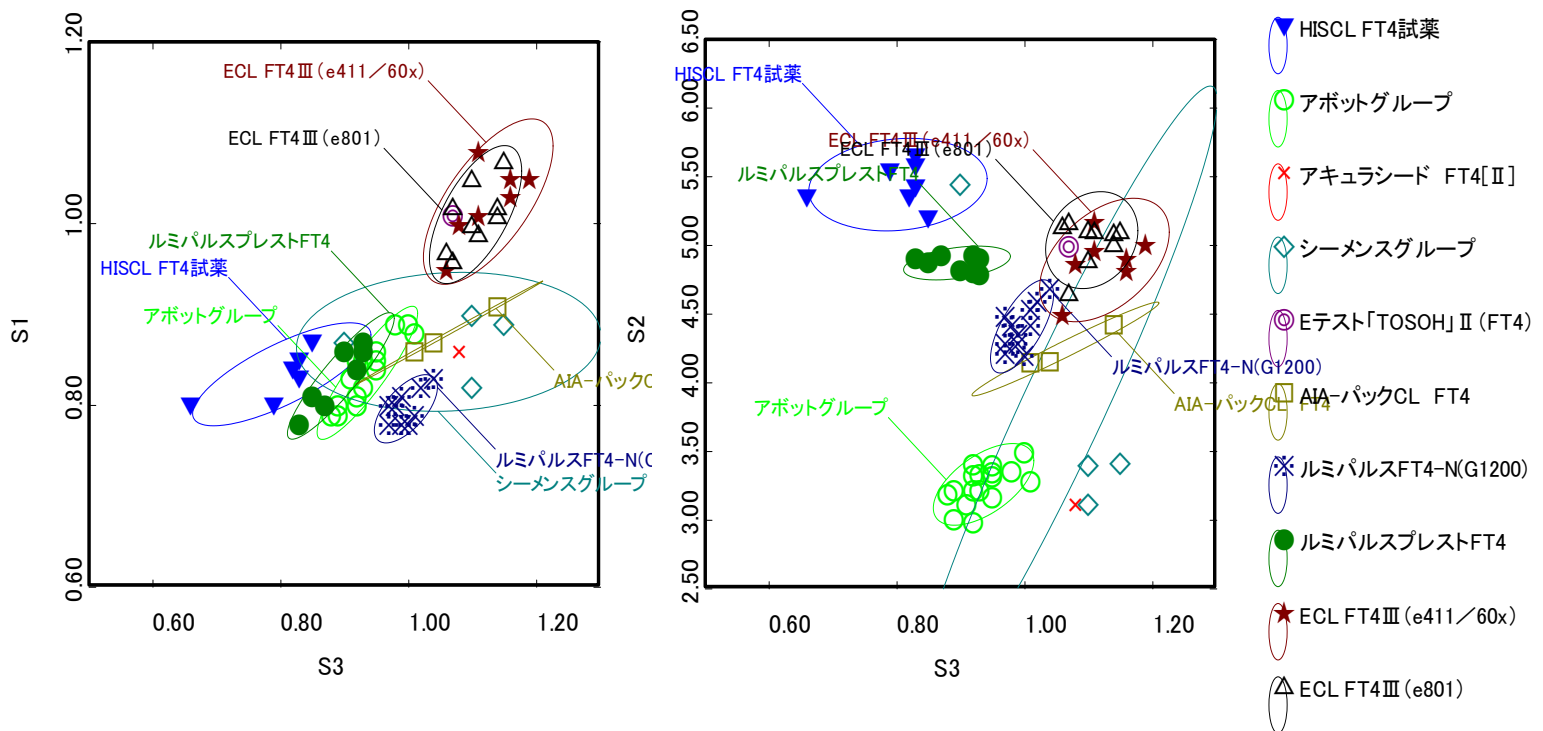 1.20
1.00
0.80
0.60
S1
ECL FT4Ⅲ(e411/60x)
ECL FT4Ⅲ(e801)
ルミパルスプレストFT4
HISCL FT4試薬
アボットグループ
AIA-パックC
ルミパルスFT4-N(C
シーメンスグループ
0.60 0.80 1.00 1.20
S3
6.50
6.00
5.50
5.00
4.50
4.00
3.50
3.00
2.50
S2
HISCL FT4試薬
ECL FT4Ⅲ(e411/60x)
ECL FT4Ⅲ(e801)
ルミパルスプレストFT4
ルミパルスFT4-N(G1200)
AIA-パックCL FT4
アボットグループ
0.60 0.80 1.00 1.20
S3
HISCL FT4試薬
アボットグループ
アキュラシード FT4[Ⅱ]
シーメンスグループ
Eテスト「TOSOH」Ⅱ(FT4)
AIA-パックCL FT4
ルミパルスFT4-N(G1200)
ルミパルスプレストFT4
ECL FT4Ⅲ(e411/60x)
ECL FT4Ⅲ(e801)